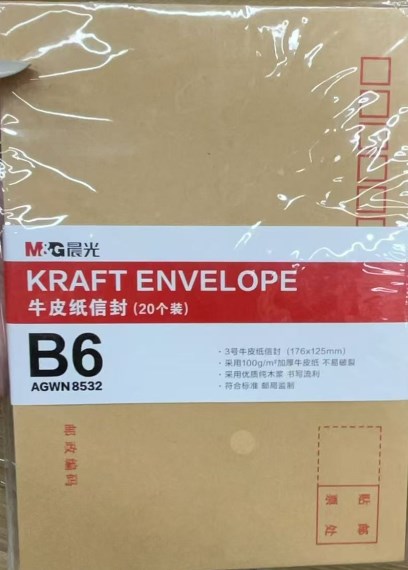 M&G晨光
KRAFT ENVELOPE
牛皮纸信封(20个装)
B6
AGWN8532
· 3号牛皮纸信封(176x125mm)
· 采用100g/m²加厚牛皮纸 不易破裂
· 采用优质纯木浆 书写流利
· 符合标准 邮局监制
邮政编码
贴邮
票处